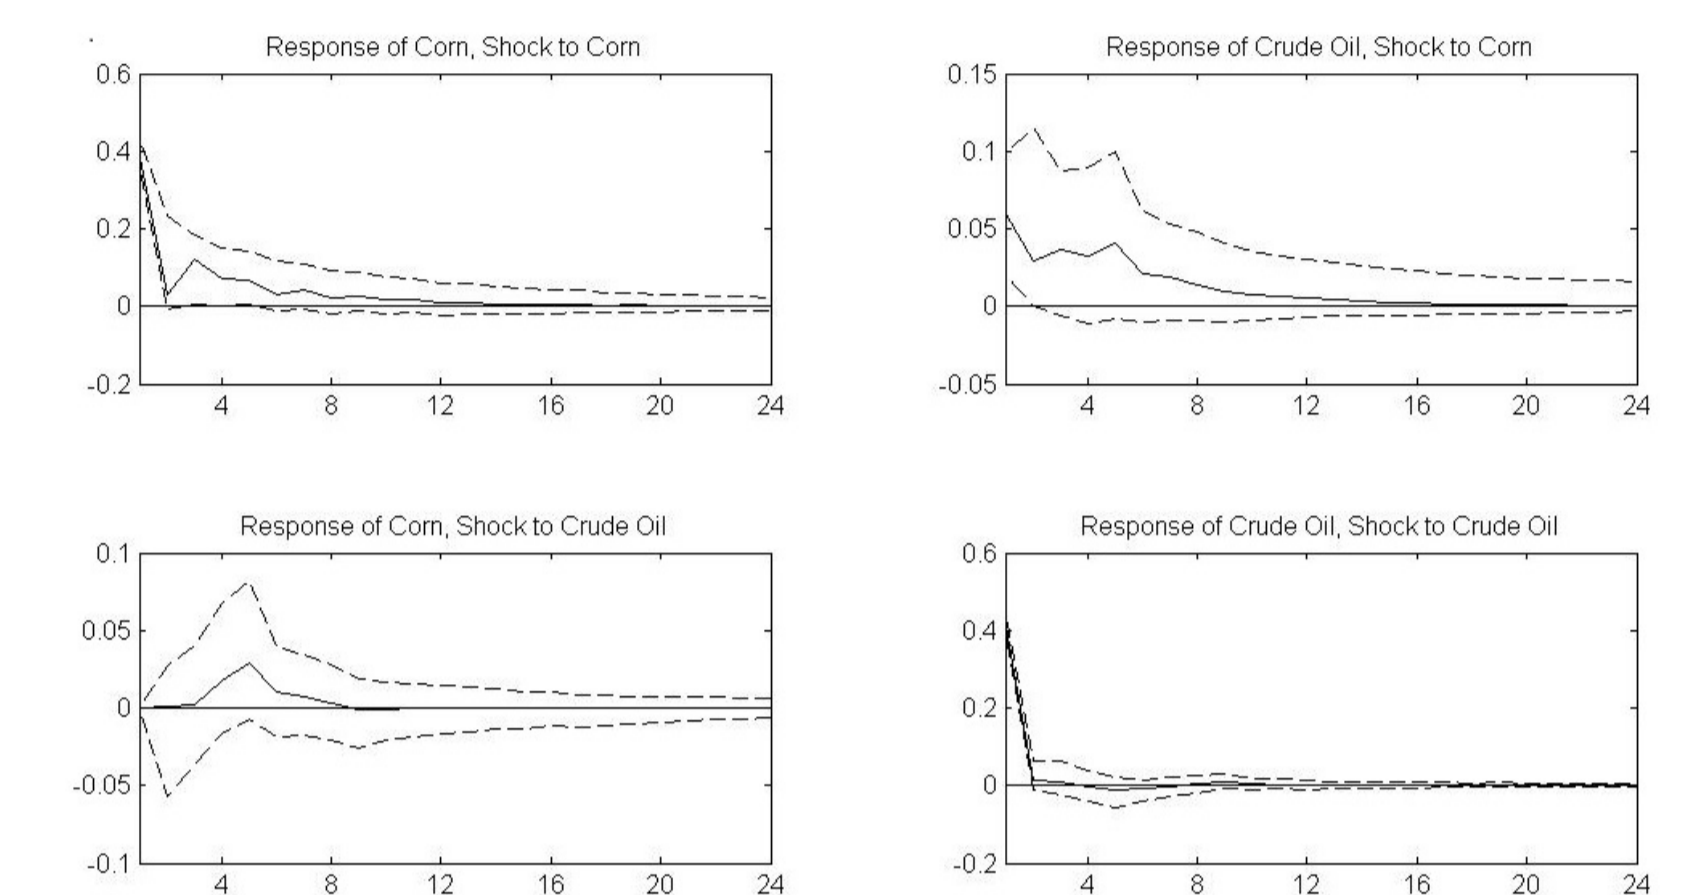 Response of Corn, Shock to Corn
0.6
0.4
0.2
0
-0.2
4 8 12 16 20 24
Response of Crude Oil, Shock to Corn
0.15
0.1
0.05
0
-0.05
4 8 12 16 20 24
Response of Corn, Shock to Crude Oil
0.1
0.05
0
-0.05
-0.1
4 8 12 16 20 24
Response of Crude Oil, Shock to Crude Oil
0.6
0.4
0.2
0
-0.2
4 8 12 16 20 24